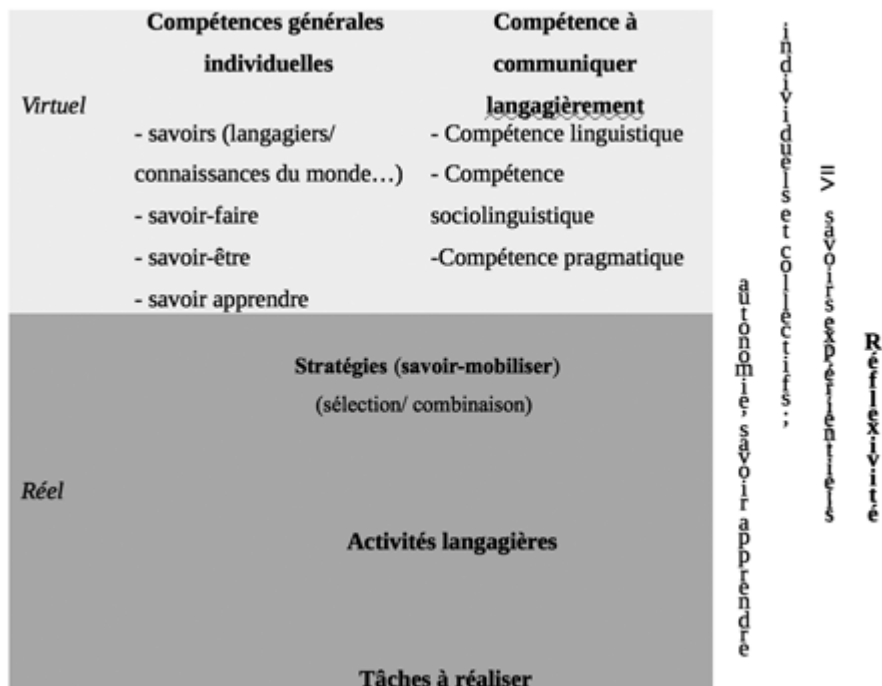 Compétences générales
individuelles
Compétence à
communiquer
langagièrement
Virtuel
- savoirs (langagiers/
connaissances du monde…)
- savoir-faire
- savoir-être
- savoir apprendre
- Compétence linguistique
- Compétence
sociolinguistique
-Compétence pragmatique
Stratégies (savoir-mobiliser)
(sélection/ combinaison)
Réel
Activités langagières
Tâches à réaliser
Réflexivité
=> savoirs expérientiels
individuels et collectifs ;
autonomie, savoir apprendre